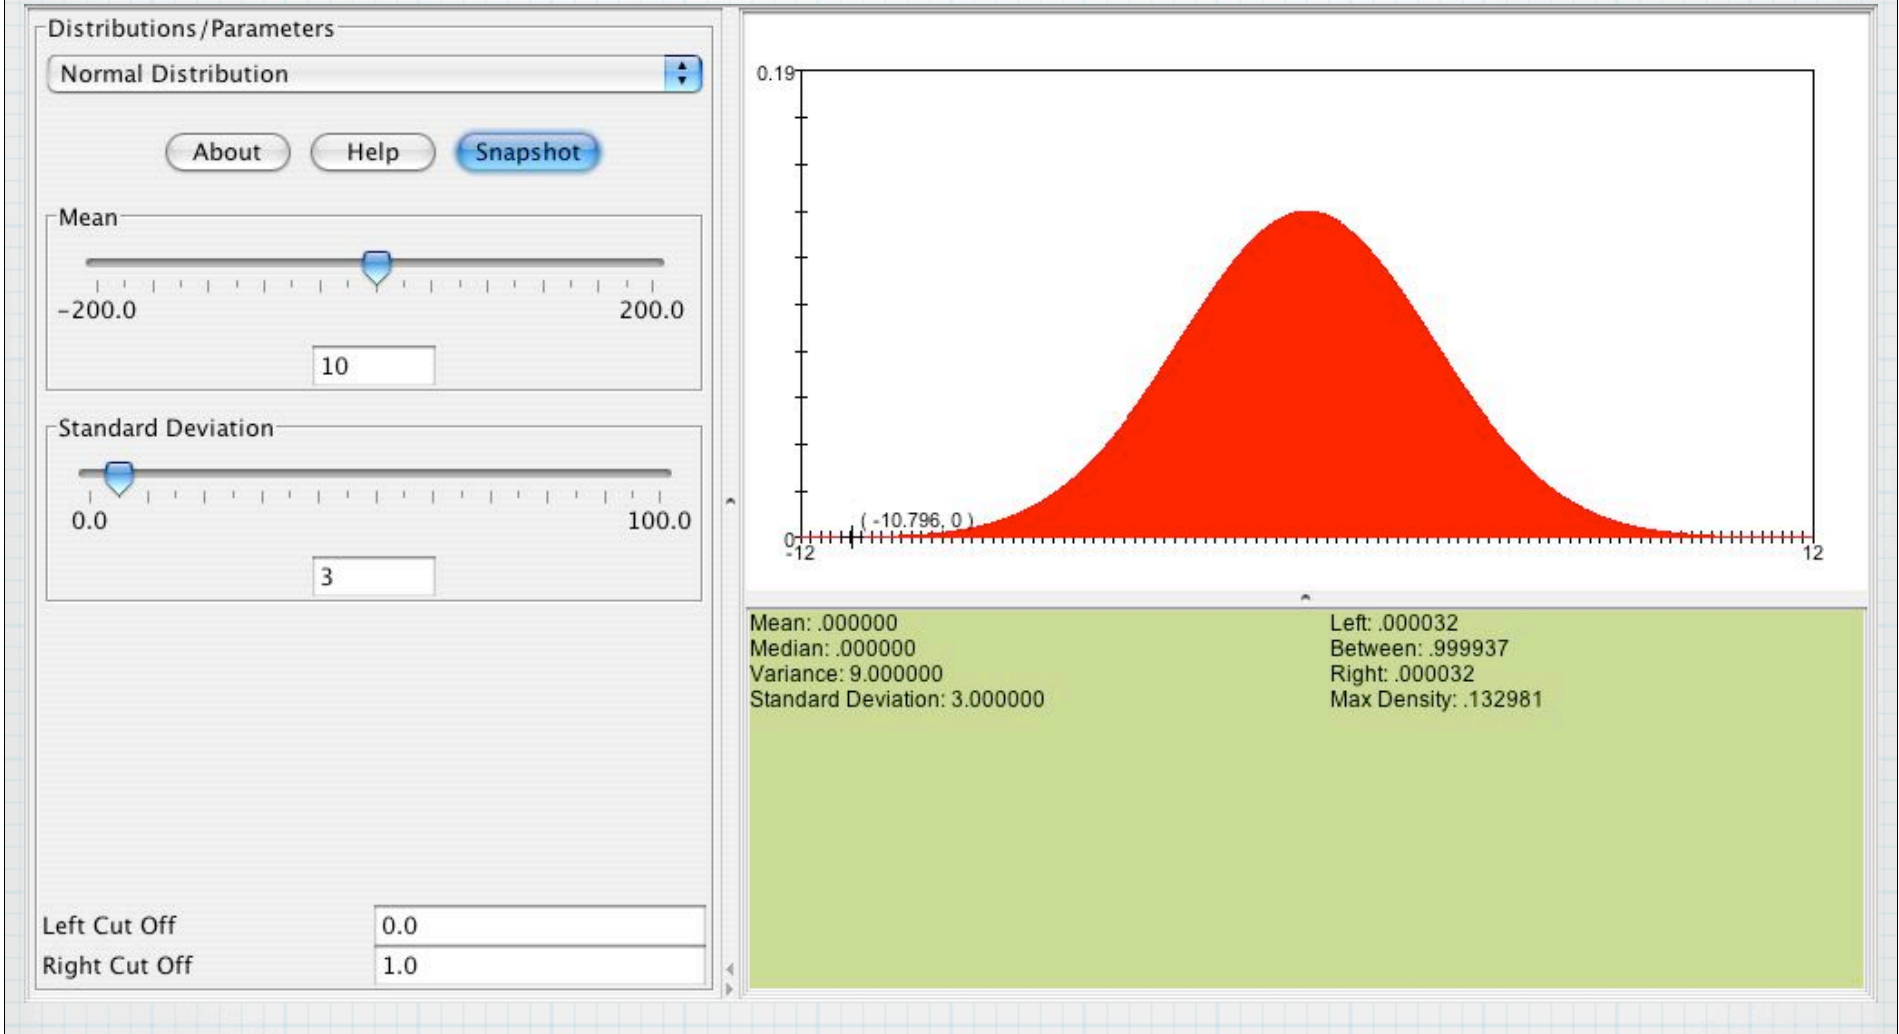 Distributions/Parameters
Normal Distribution
About Help Snapshot
Mean
-200.0 200.0
10
Standard Deviation
0.0 100.0
3
Left Cut Off 0.0
Right Cut Off 1.0
0.19
( -10.796, 0 )
0
-12 12
Mean: .000000
Median: .000000
Variance: 9.000000
Standard Deviation: 3.000000
Left: .000032
Between: .999937
Right: .000032
Max Density: .132981